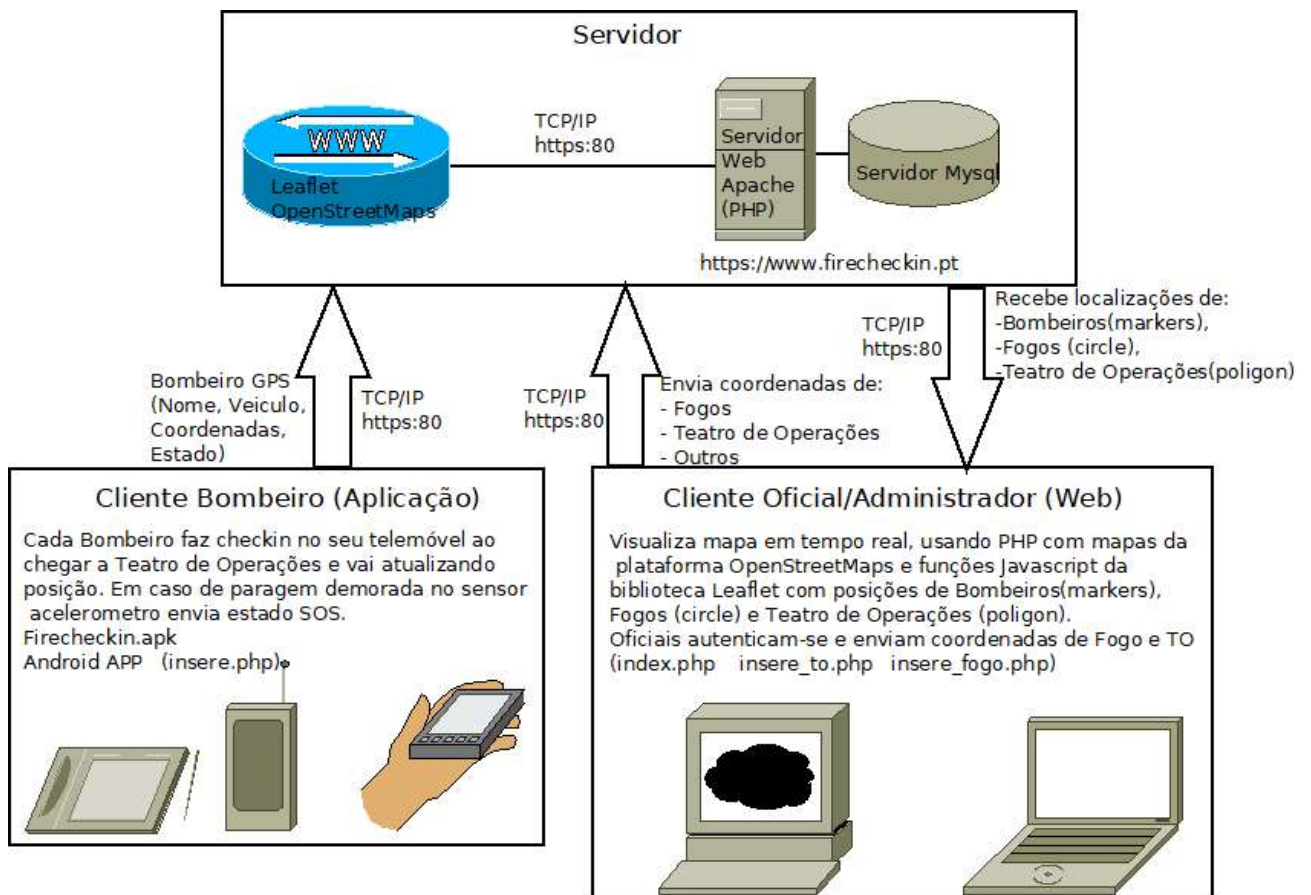 Servidor
TCP/IP
https:80
WWW
Leaflet
OpenStreetMaps
Servidor
Web
Apache
(PHP)
Servidor Mysql
https://www.firecheckin.pt
Bombeiro GPS
(Nome, Veiculo,
Coordenadas,
Estado)
TCP/IP
https:80
TCP/IP
https:80
Envia coordenadas de:
- Fogos
- Teatro de Operações
- Outros
TCP/IP
https:80
Recebe localizações de:
-Bombeiros(markers),
-Fogos (circle),
-Teatro de Operações(poligon)
Cliente Bombeiro (Aplicação)
Cada Bombeiro faz checkin no seu telemóvel ao
chegar a Teatro de Operações e vai atualizando
posição. Em caso de paragem demorada no sensor
acelerometro envia estado SOS.
Firecheckin.apk
Android APP (insere.php)
Cliente Oficial/Administrador (Web)
Visualiza mapa em tempo real, usando PHP com mapas da
plataforma OpenStreetMaps e funções Javascript da
biblioteca Leaflet com posições de Bombeiros(markers),
Fogos (circle) e Teatro de Operações (poligon).
Oficiais autenticam-se e enviam coordenadas de Fogo e TO
(index.php insere_to.php insere_fogo.php)